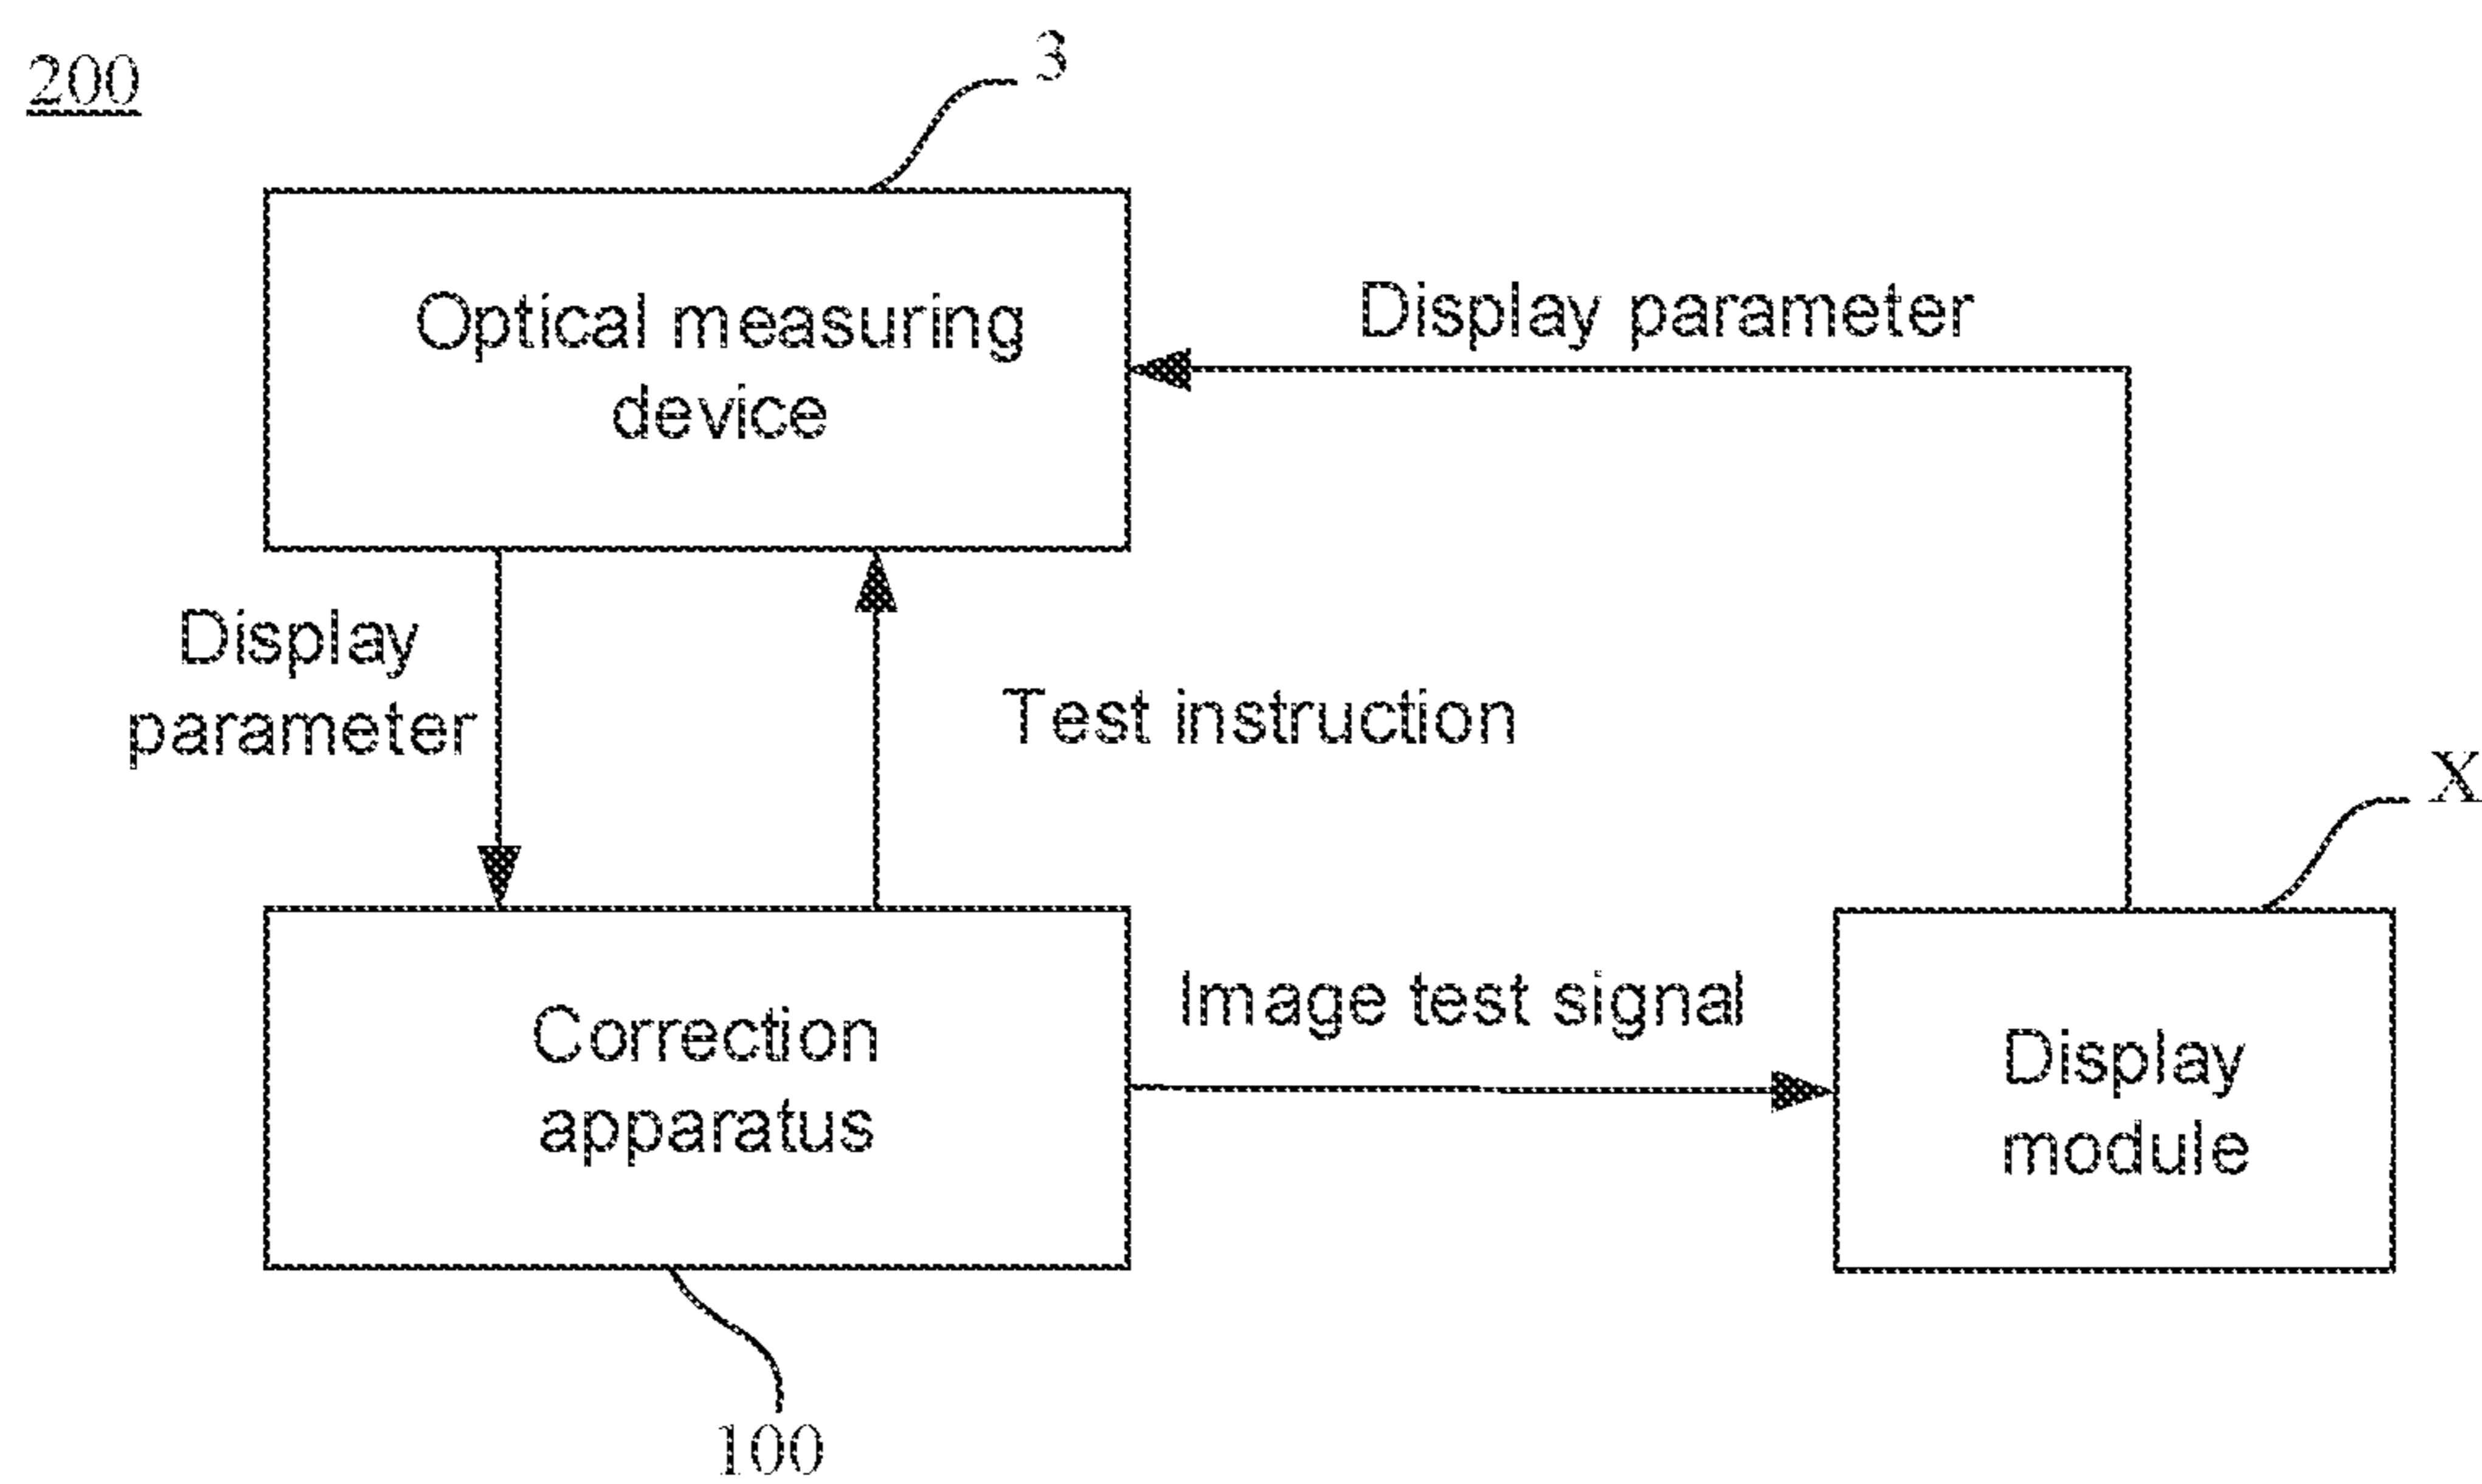 200
3
Optical measuring
device
Display parameter
Display
parameter
Test instruction
X
Correction
apparatus
Image test signal
Display
module
100